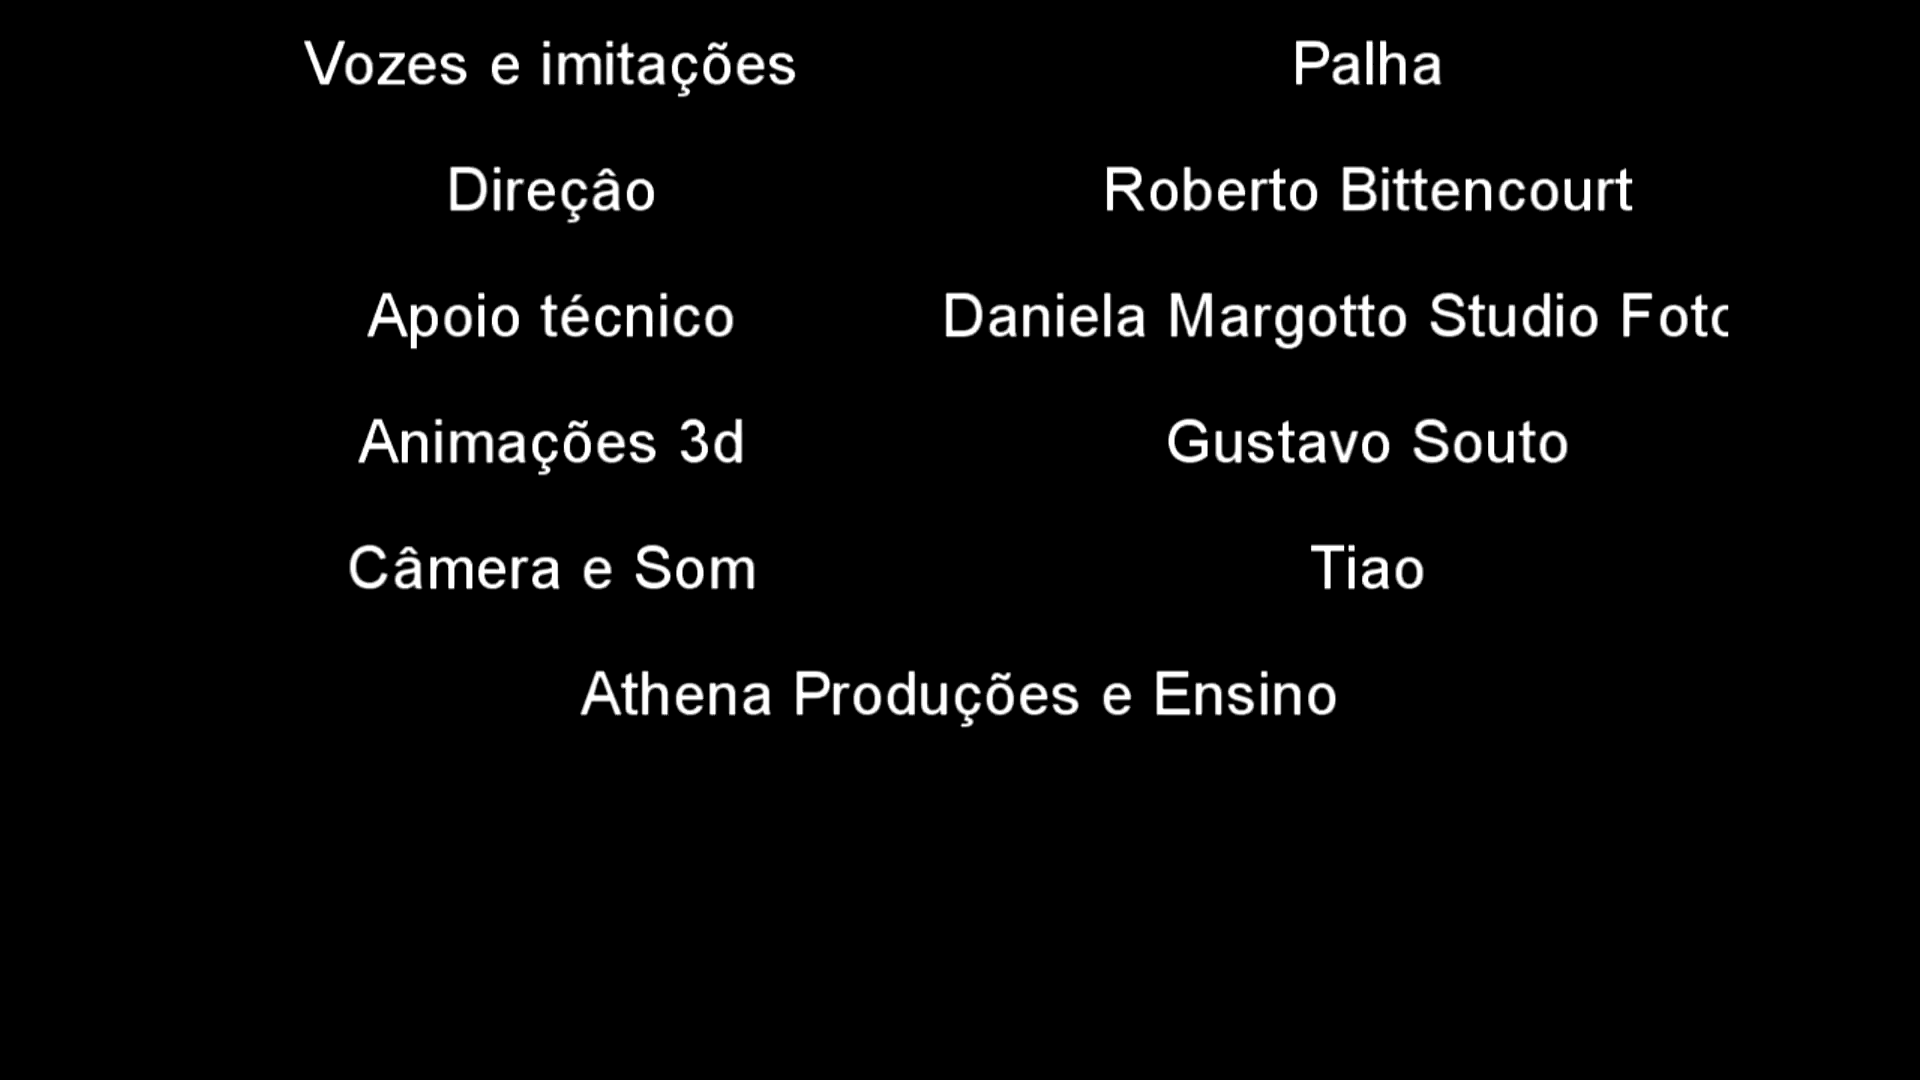 Vozes e imitações Palha
Direçâo Roberto Bittencourt
Apoio técnico Daniela Margotto Studio Foto
Animações 3d Gustavo Souto
Câmera e Som Tiao
Athena Produções e Ensino